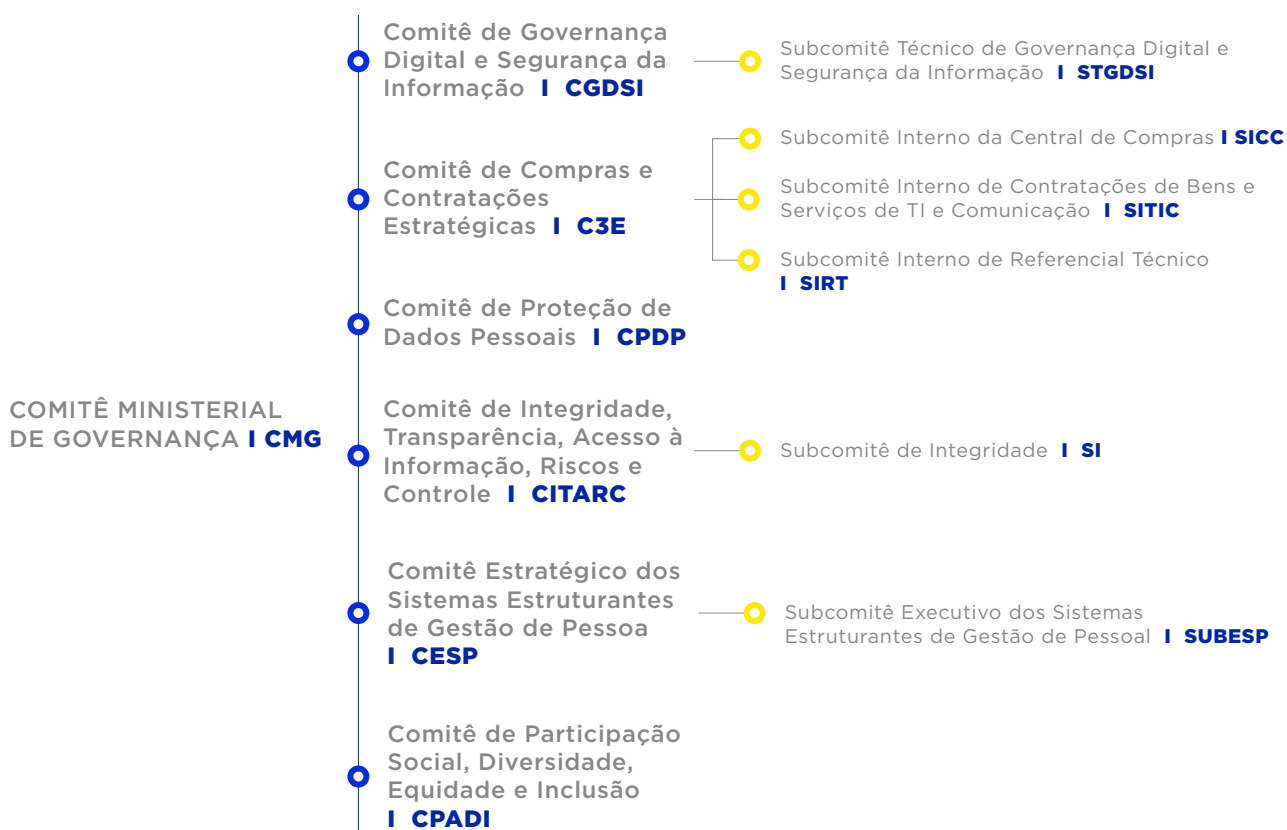 COMITÊ MINISTERIAL
DE GOVERNANÇA I CMG
Comitê de Governança
Digital e Segurança da
Informação I CGDSI
Subcomitê Técnico de Governança Digital e
Segurança da Informação I STGDSI
Comitê de Compras e
Contratações
Estratégicas I C3E
Subcomitê Interno da Central de Compras I SICC
Subcomitê Interno de Contratações de Bens e
Serviços de TI e Comunicação I SITIC
Subcomitê Interno de Referencial Técnico
I SIRT
Comitê de Proteção de
Dados Pessoais I CPDP
Comitê de Integridade,
Transparência, Acesso à
Informação, Riscos e
Controle I CITARC
Subcomitê de Integridade I SI
Comitê Estratégico dos
Sistemas Estruturantes
de Gestão de Pessoa
I CESP
Subcomitê Executivo dos Sistemas
Estruturantes de Gestão de Pessoal I SUBESP
Comitê de Participação
Social, Diversidade,
Equidade e Inclusão
I CPADI